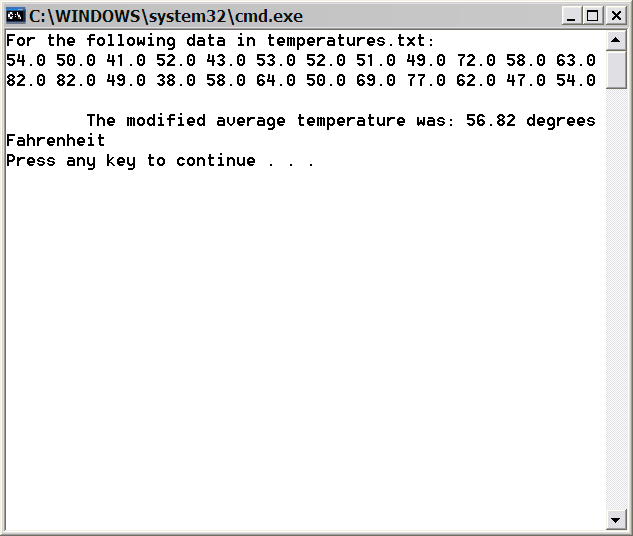 C:\WINDOWS\system32\cmd.exe
For the following data in temperatures.txt:
54.0 50.0 41.0 52.0 43.0 53.0 52.0 51.0 49.0 72.0 58.0 63.0
82.0 82.0 49.0 38.0 58.0 64.0 50.0 69.0 77.0 62.0 47.0 54.0
The modified average temperature was: 56.82 degrees
Fahrenheit
Press any key to continue . . .